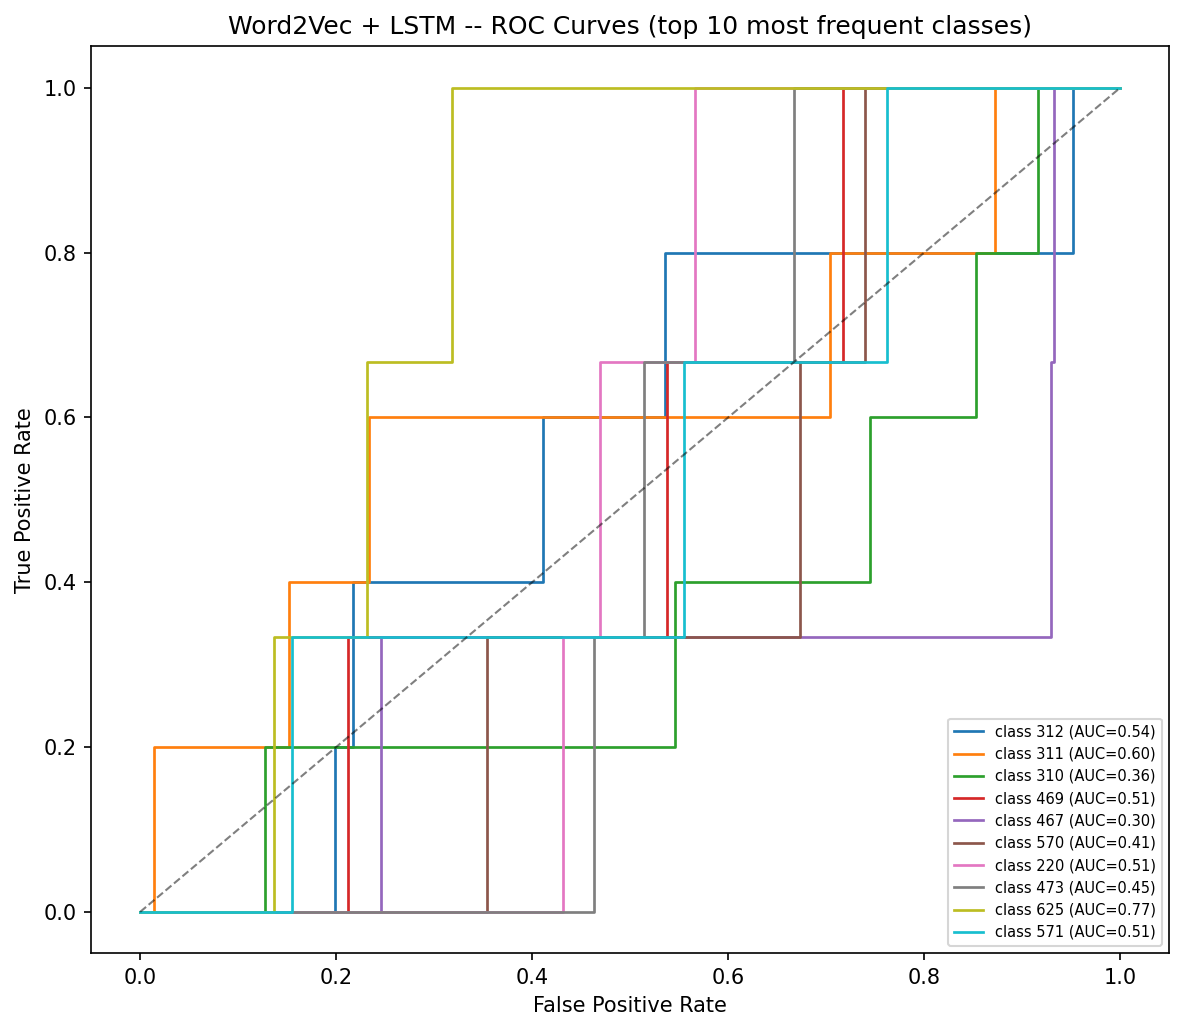 Word2Vec + LSTM -- ROC Curves (top 10 most frequent classes)
True Positive Rate
1.0
0.8
0.6
0.4
0.2
0.0
0.0 0.2 0.4 0.6 0.8 1.0
False Positive Rate
class 312 (AUC=0.54)
class 311 (AUC=0.60)
class 310 (AUC=0.36)
class 469 (AUC=0.51)
class 467 (AUC=0.30)
class 570 (AUC=0.41)
class 220 (AUC=0.51)
class 473 (AUC=0.45)
class 625 (AUC=0.77)
class 571 (AUC=0.51)